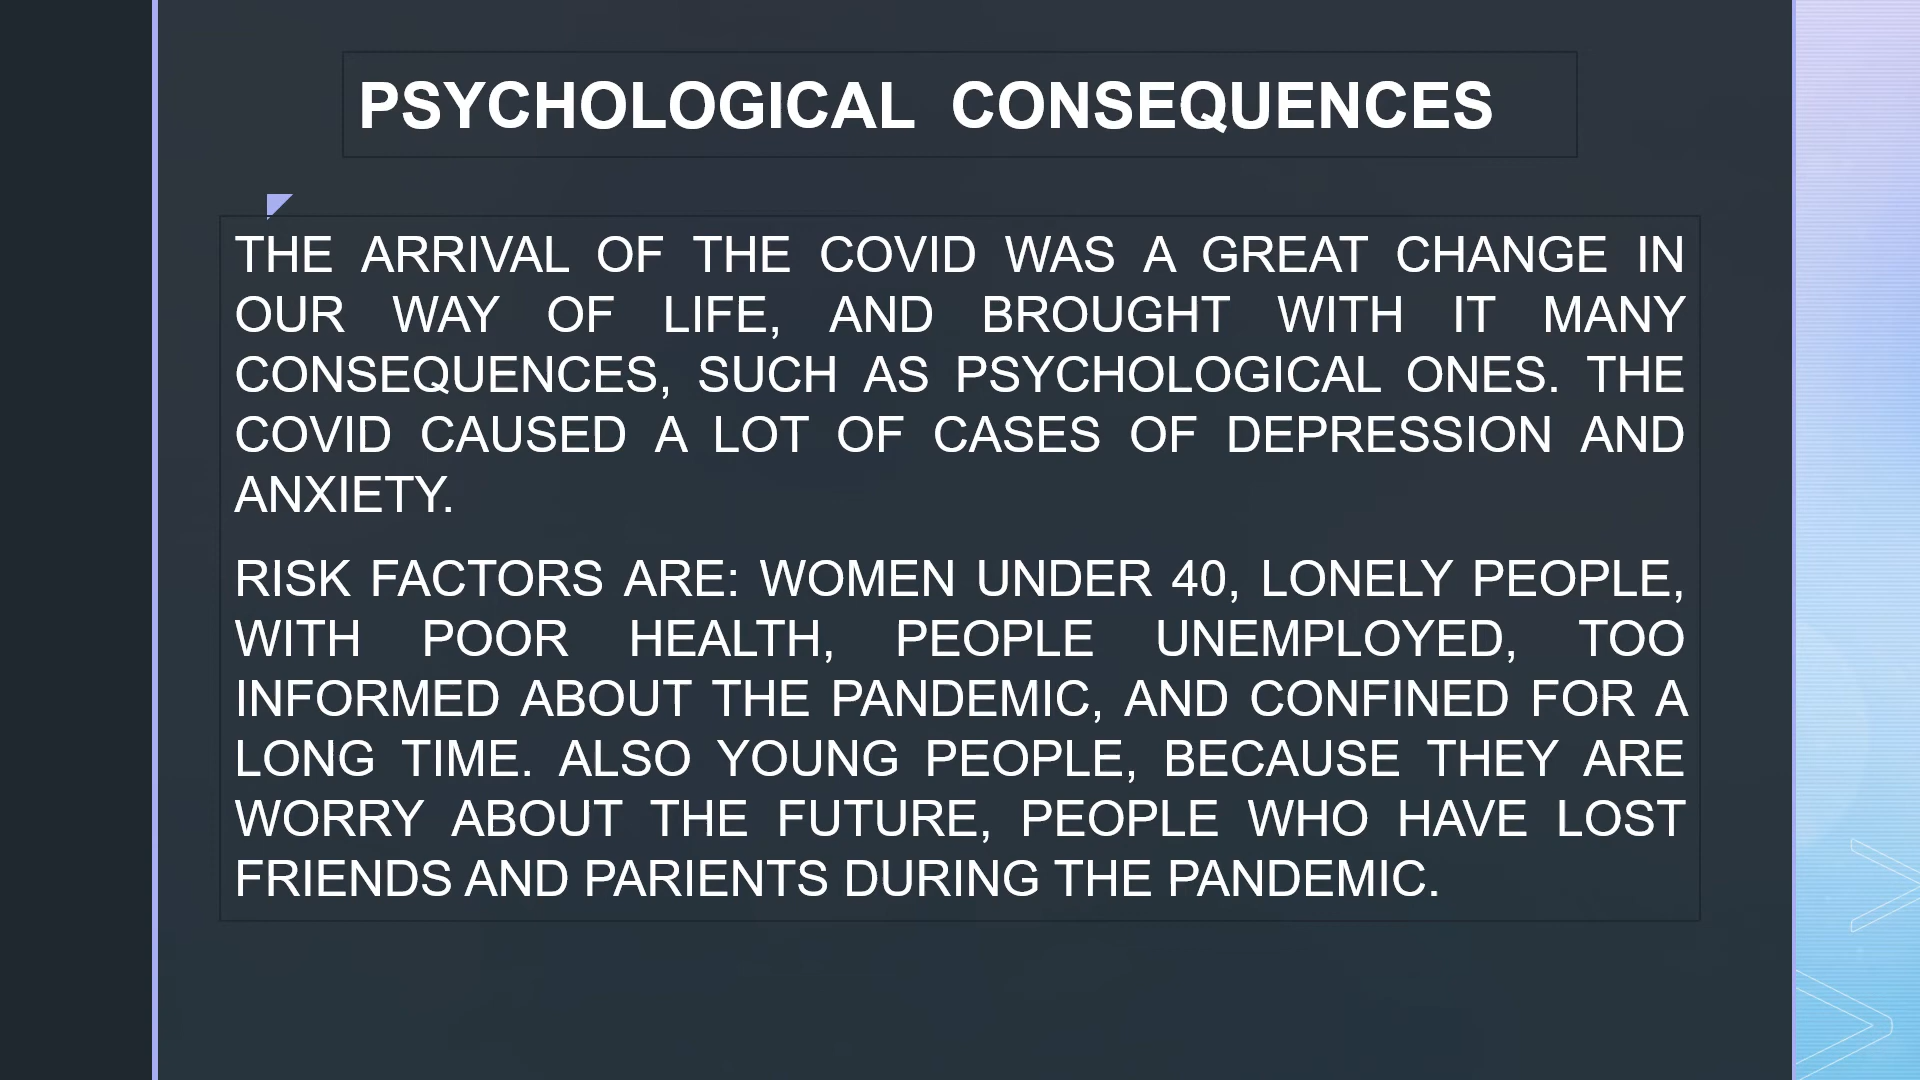 PSYCHOLOGICAL CONSEQUENCES
THE ARRIVAL OF THE COVID WAS A GREAT CHANGE IN
OUR WAY OF LIFE, AND BROUGHT WITH IT MANY
CONSEQUENCES, SUCH AS PSYCHOLOGICAL ONES. THE
COVID CAUSED A LOT OF CASES OF DEPRESSION AND
ANXIETY.
RISK FACTORS ARE: WOMEN UNDER 40, LONELY PEOPLE,
WITH POOR HEALTH, PEOPLE UNEMPLOYED, TOO
INFORMED ABOUT THE PANDEMIC, AND CONFINED FOR A
LONG TIME. ALSO YOUNG PEOPLE, BECAUSE THEY ARE
WORRY ABOUT THE FUTURE, PEOPLE WHO HAVE LOST
FRIENDS AND PARIENTS DURING THE PANDEMIC.